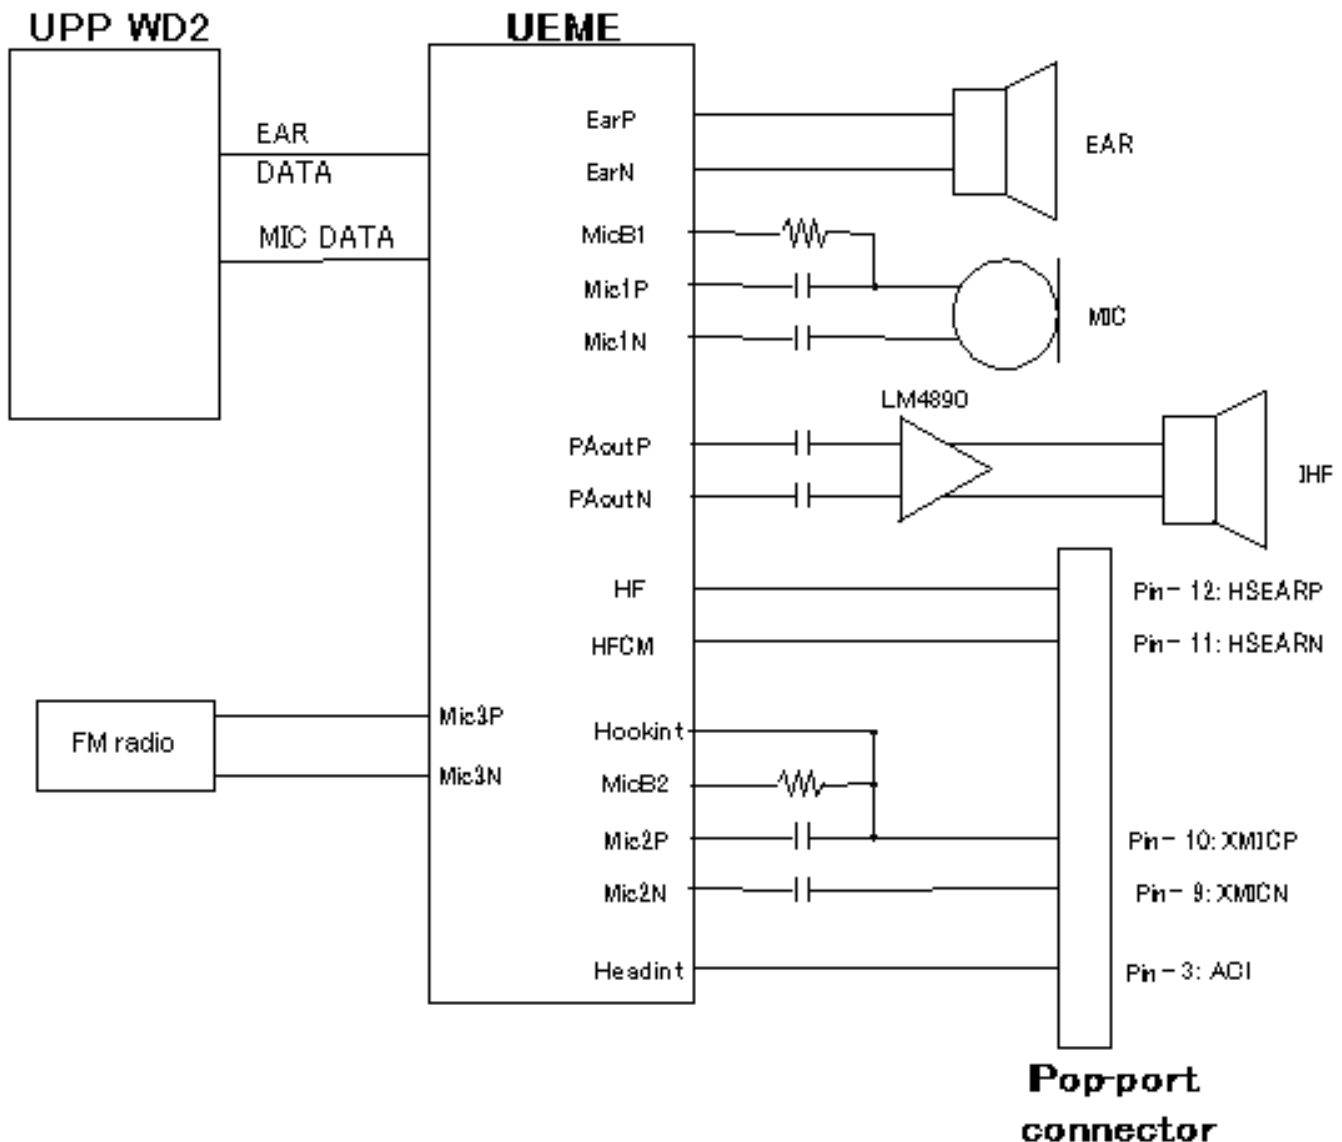 UPP WD2
UEME
EAR
DATA
MIC DATA
EarP
EarN
EAR
MicB1
Mic1P
Mic1N
MIC
LM4890
PAoutP
PAoutN
IHF
HF
HFCM
Pin- 12: HSEARP
Pin- 11: HSEARN
FM radio
Mic3P
Mic3N
Hookint
MicB2
Mic2P
Mic2N
Headint
Pin- 10: XMICP
Pin- 9: XMICN
Pin- 3: ACI
Pop-port
connector